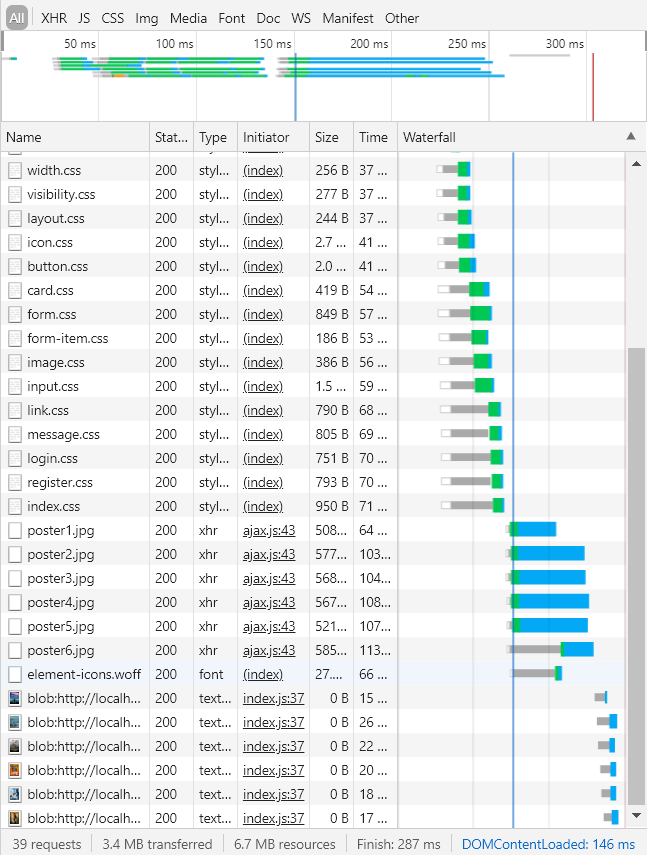 All XHR JS CSS Img Media Font Doc WS Manifest Other
50 ms 100 ms 150 ms 200 ms 250 ms 300 ms
Name Stat... Type Initiator Size Time Waterfall
width.css 200 styl... (index) 256 B 37 ...
visibility.css 200 styl... (index) 277 B 37 ...
layout.css 200 styl... (index) 244 B 37 ...
icon.css 200 styl... (index) 2.7 ... 41 ...
button.css 200 styl... (index) 2.0 ... 41 ...
card.css 200 styl... (index) 419 B 54 ...
form.css 200 styl... (index) 849 B 57 ...
form-item.css 200 styl... (index) 186 B 53 ...
image.css 200 styl... (index) 386 B 56 ...
input.css 200 styl... (index) 1.5 ... 59 ...
link.css 200 styl... (index) 790 B 68 ...
message.css 200 styl... (index) 805 B 69 ...
login.css 200 styl... (index) 751 B 70 ...
register.css 200 styl... (index) 793 B 70 ...
index.css 200 styl... (index) 950 B 71 ...
poster1.jpg 200 xhr ajax.js:43 508... 64 ...
poster2.jpg 200 xhr ajax.js:43 577... 103...
poster3.jpg 200 xhr ajax.js:43 568... 104...
poster4.jpg 200 xhr ajax.js:43 567... 108...
poster5.jpg 200 xhr ajax.js:43 521... 107...
poster6.jpg 200 xhr ajax.js:43 585... 113...
element-icons.woff 200 font (index) 27.... 66 ...
blob:http://localh... 200 text... index.js:37 0 B 15 ...
blob:http://localh... 200 text... index.js:37 0 B 26 ...
blob:http://localh... 200 text... index.js:37 0 B 22 ...
blob:http://localh... 200 text... index.js:37 0 B 20 ...
blob:http://localh... 200 text... index.js:37 0 B 18 ...
blob:http://localh... 200 text... index.js:37 0 B 17 ...
39 requests 3.4 MB transferred 6.7 MB resources Finish: 287 ms DOMContentLoaded: 146 ms